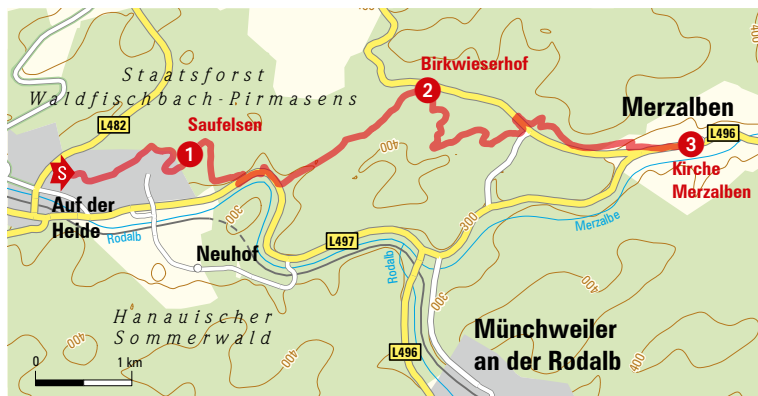 400
Staatsforst
Waldfischbach-Pirmasens
Birkwieserhof
2
L482
Saufelsen
1
400
Merzalben
L496
3
Kirche
Merzalben
S
Auf der
Heide
Rodalb
300
Neuhof
L497
300
Merzalbe
Rodalb
300
Hanauischer
Sommerwald
Münchweiler
an der Rodalb
0
1 km
400
L496
400
400